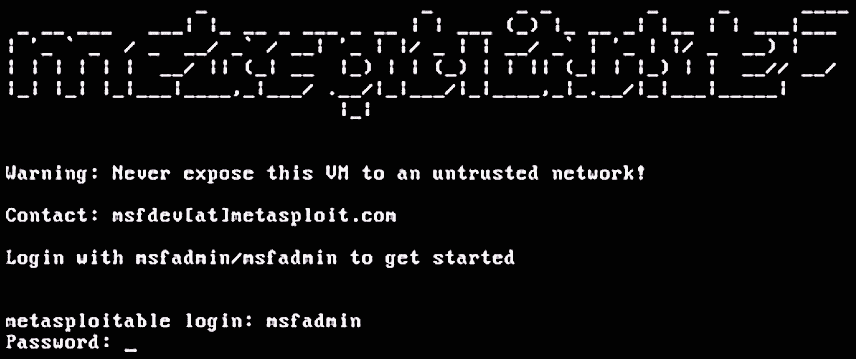 metasploitable2
Warning: Never expose this VM to an untrusted network!
Contact: msfdev[at]metasploit.com
Login with msfadmin/msfadmin to get started
metasploitable login: msfadmin
Password: _